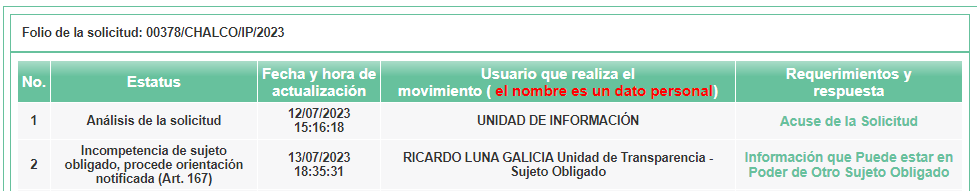 Folio de la solicitud: 00378/CHALCO/IP/2023
No. Estatus Fecha y hora de actualización Usuario que realiza el movimiento ( el nombre es un dato personal) Requerimientos y respuesta
1 Análisis de la solicitud 12/07/2023 15:16:18 UNIDAD DE INFORMACIÓN Acuse de la Solicitud
2 Incompetencia de sujeto obligado, procede orientación notificada (Art. 167) 13/07/2023 18:35:31 RICARDO LUNA GALICIA Unidad de Transparencia - Sujeto Obligado Información que Puede estar en Poder de Otro Sujeto Obligado